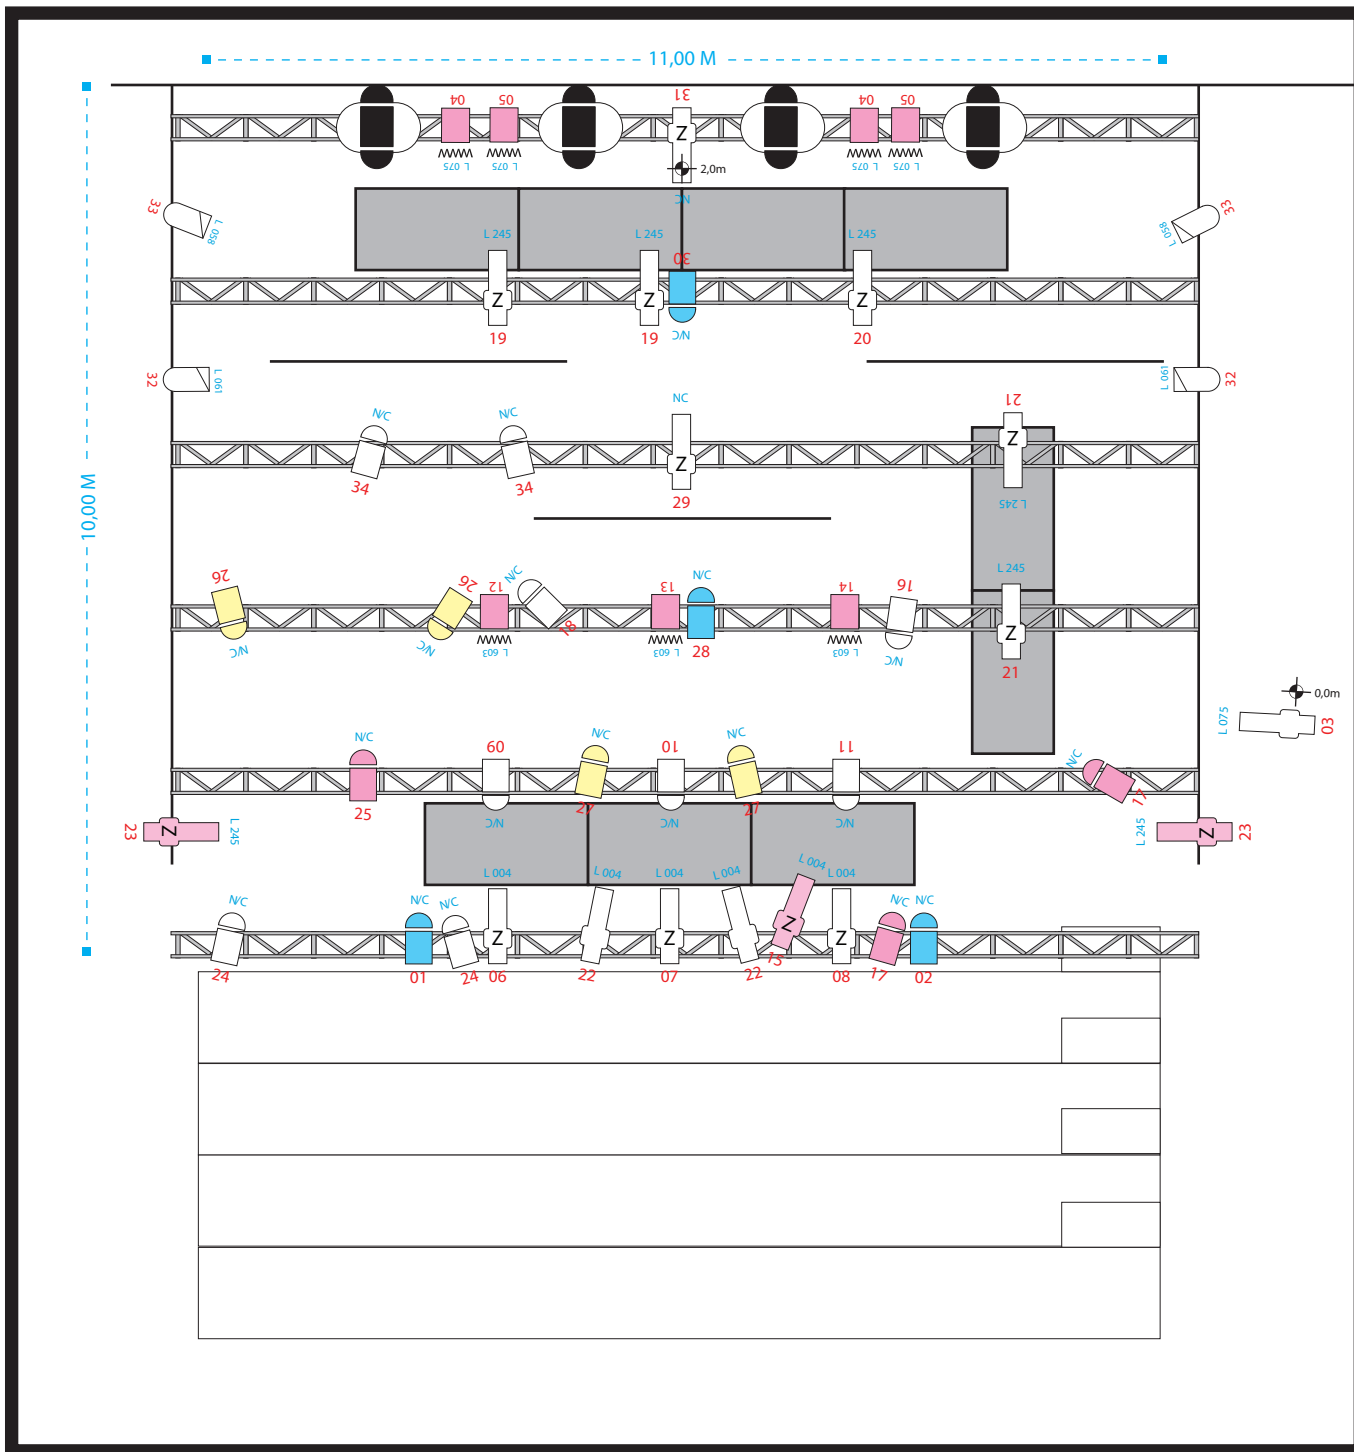 11,00 M
10,00 M
04
05
31
04
05
Z
L 075
L 075
L 075
L 075
2,0m
N/C
33
L 058
33
L 058
L 245
L 245
L 245
30
Z
Z
Z
19
19
N/C
20
32
L 061
L 061
32
N/C
N/C
NC
21
Z
Z
34
34
29
L 245
26
26
12
N/C
18
13
N/C
14
16
L 245
Z
N/C
N/C
L 603
L 603
28
L 603
N/C
21
0,0m
L 075
03
N/C
25
09
N/C
27
10
N/C
27
11
N/C
17
23
Z
L 245
N/C
N/C
N/C
L 245
Z
23
L 004
L 004
L 004
L 004
L 004
L 004
N/C
N/C
N/C
Z
Z
Z
Z
N/C
N/C
24
01
24
06
22
07
22
15
08
17
02